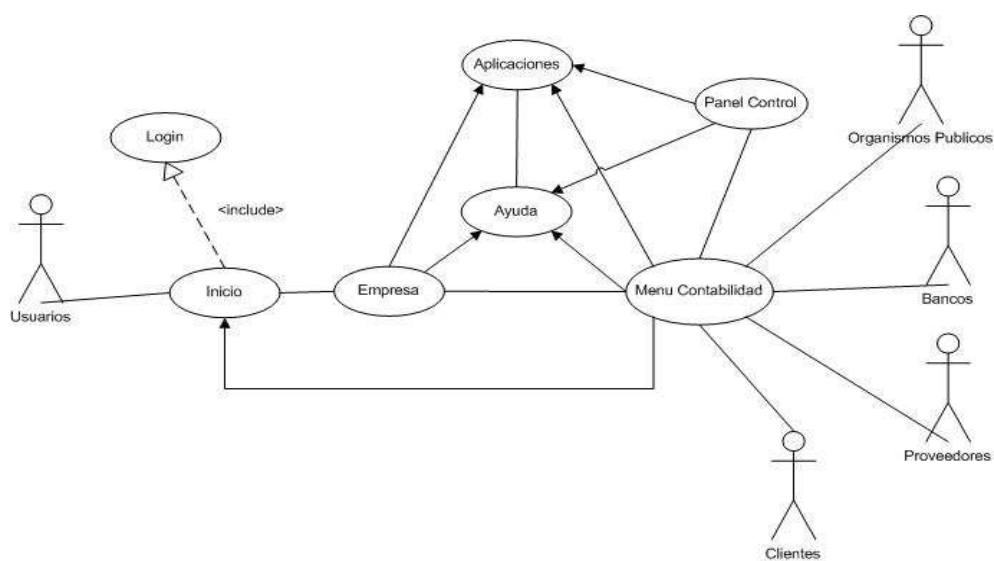 Aplicaciones
Panel Control
Organismos Publicos
Login
<include>
Ayuda
Usuarios
Inicio
Empresa
Menu Contabilidad
Bancos
Proveedores
Clientes